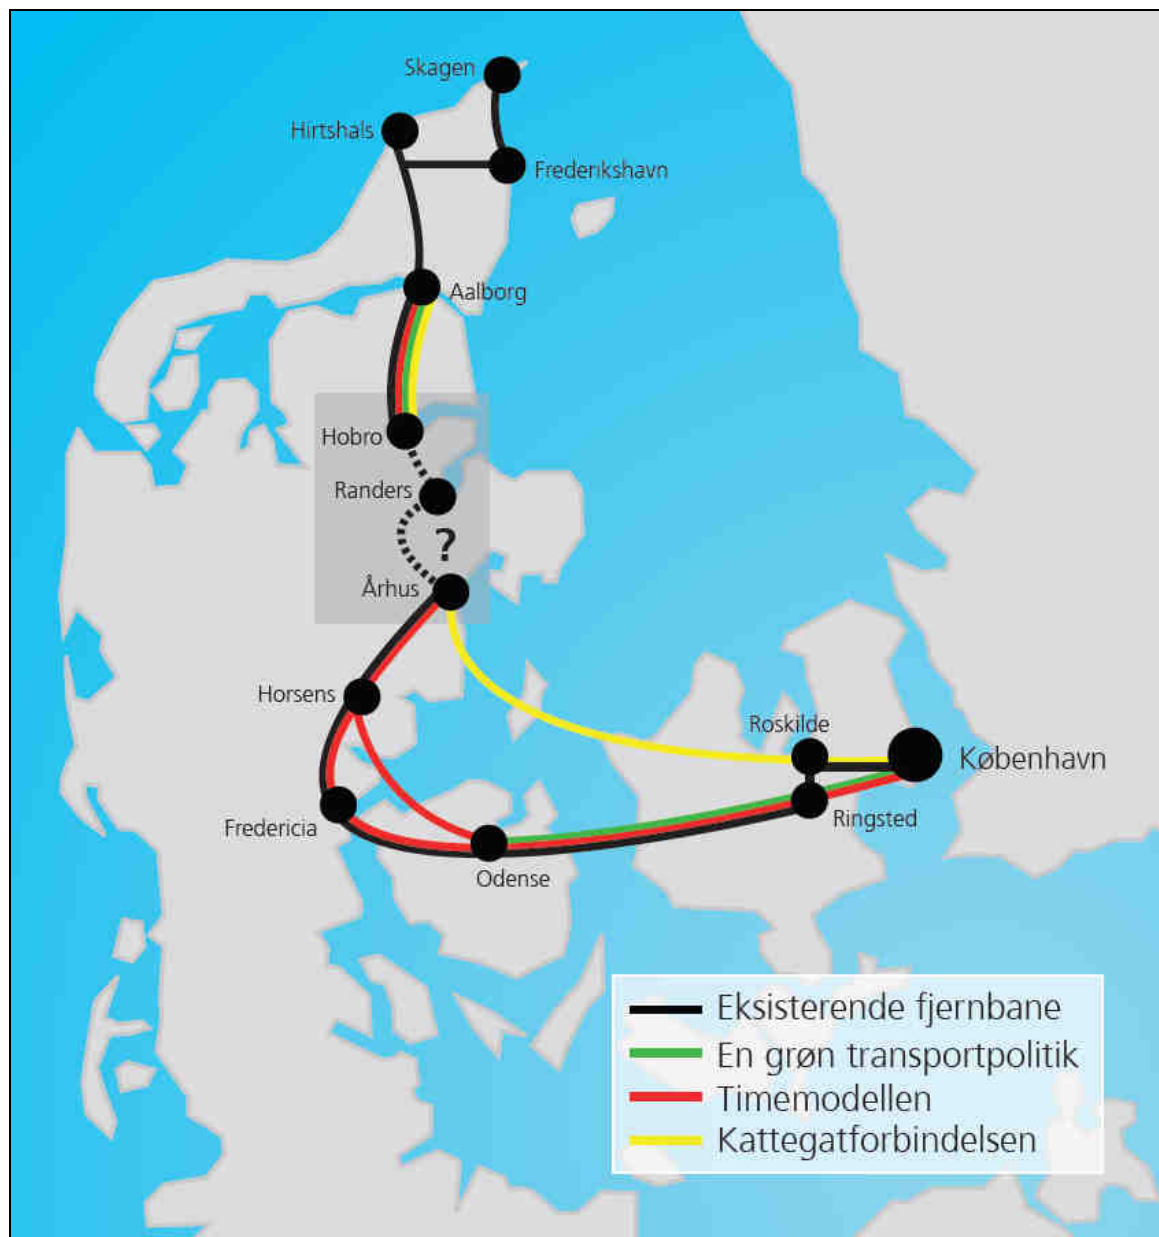 Skagen
Hirtshals
Frederikshavn
Aalborg
Hobro
Randers
?
Århus
Horsens
Roskilde
København
Fredericia
Ringsted
Odense
Eksisterende fjernbane
En grøn transportpolitik
Timemodellen
Kattegatforbindelsen